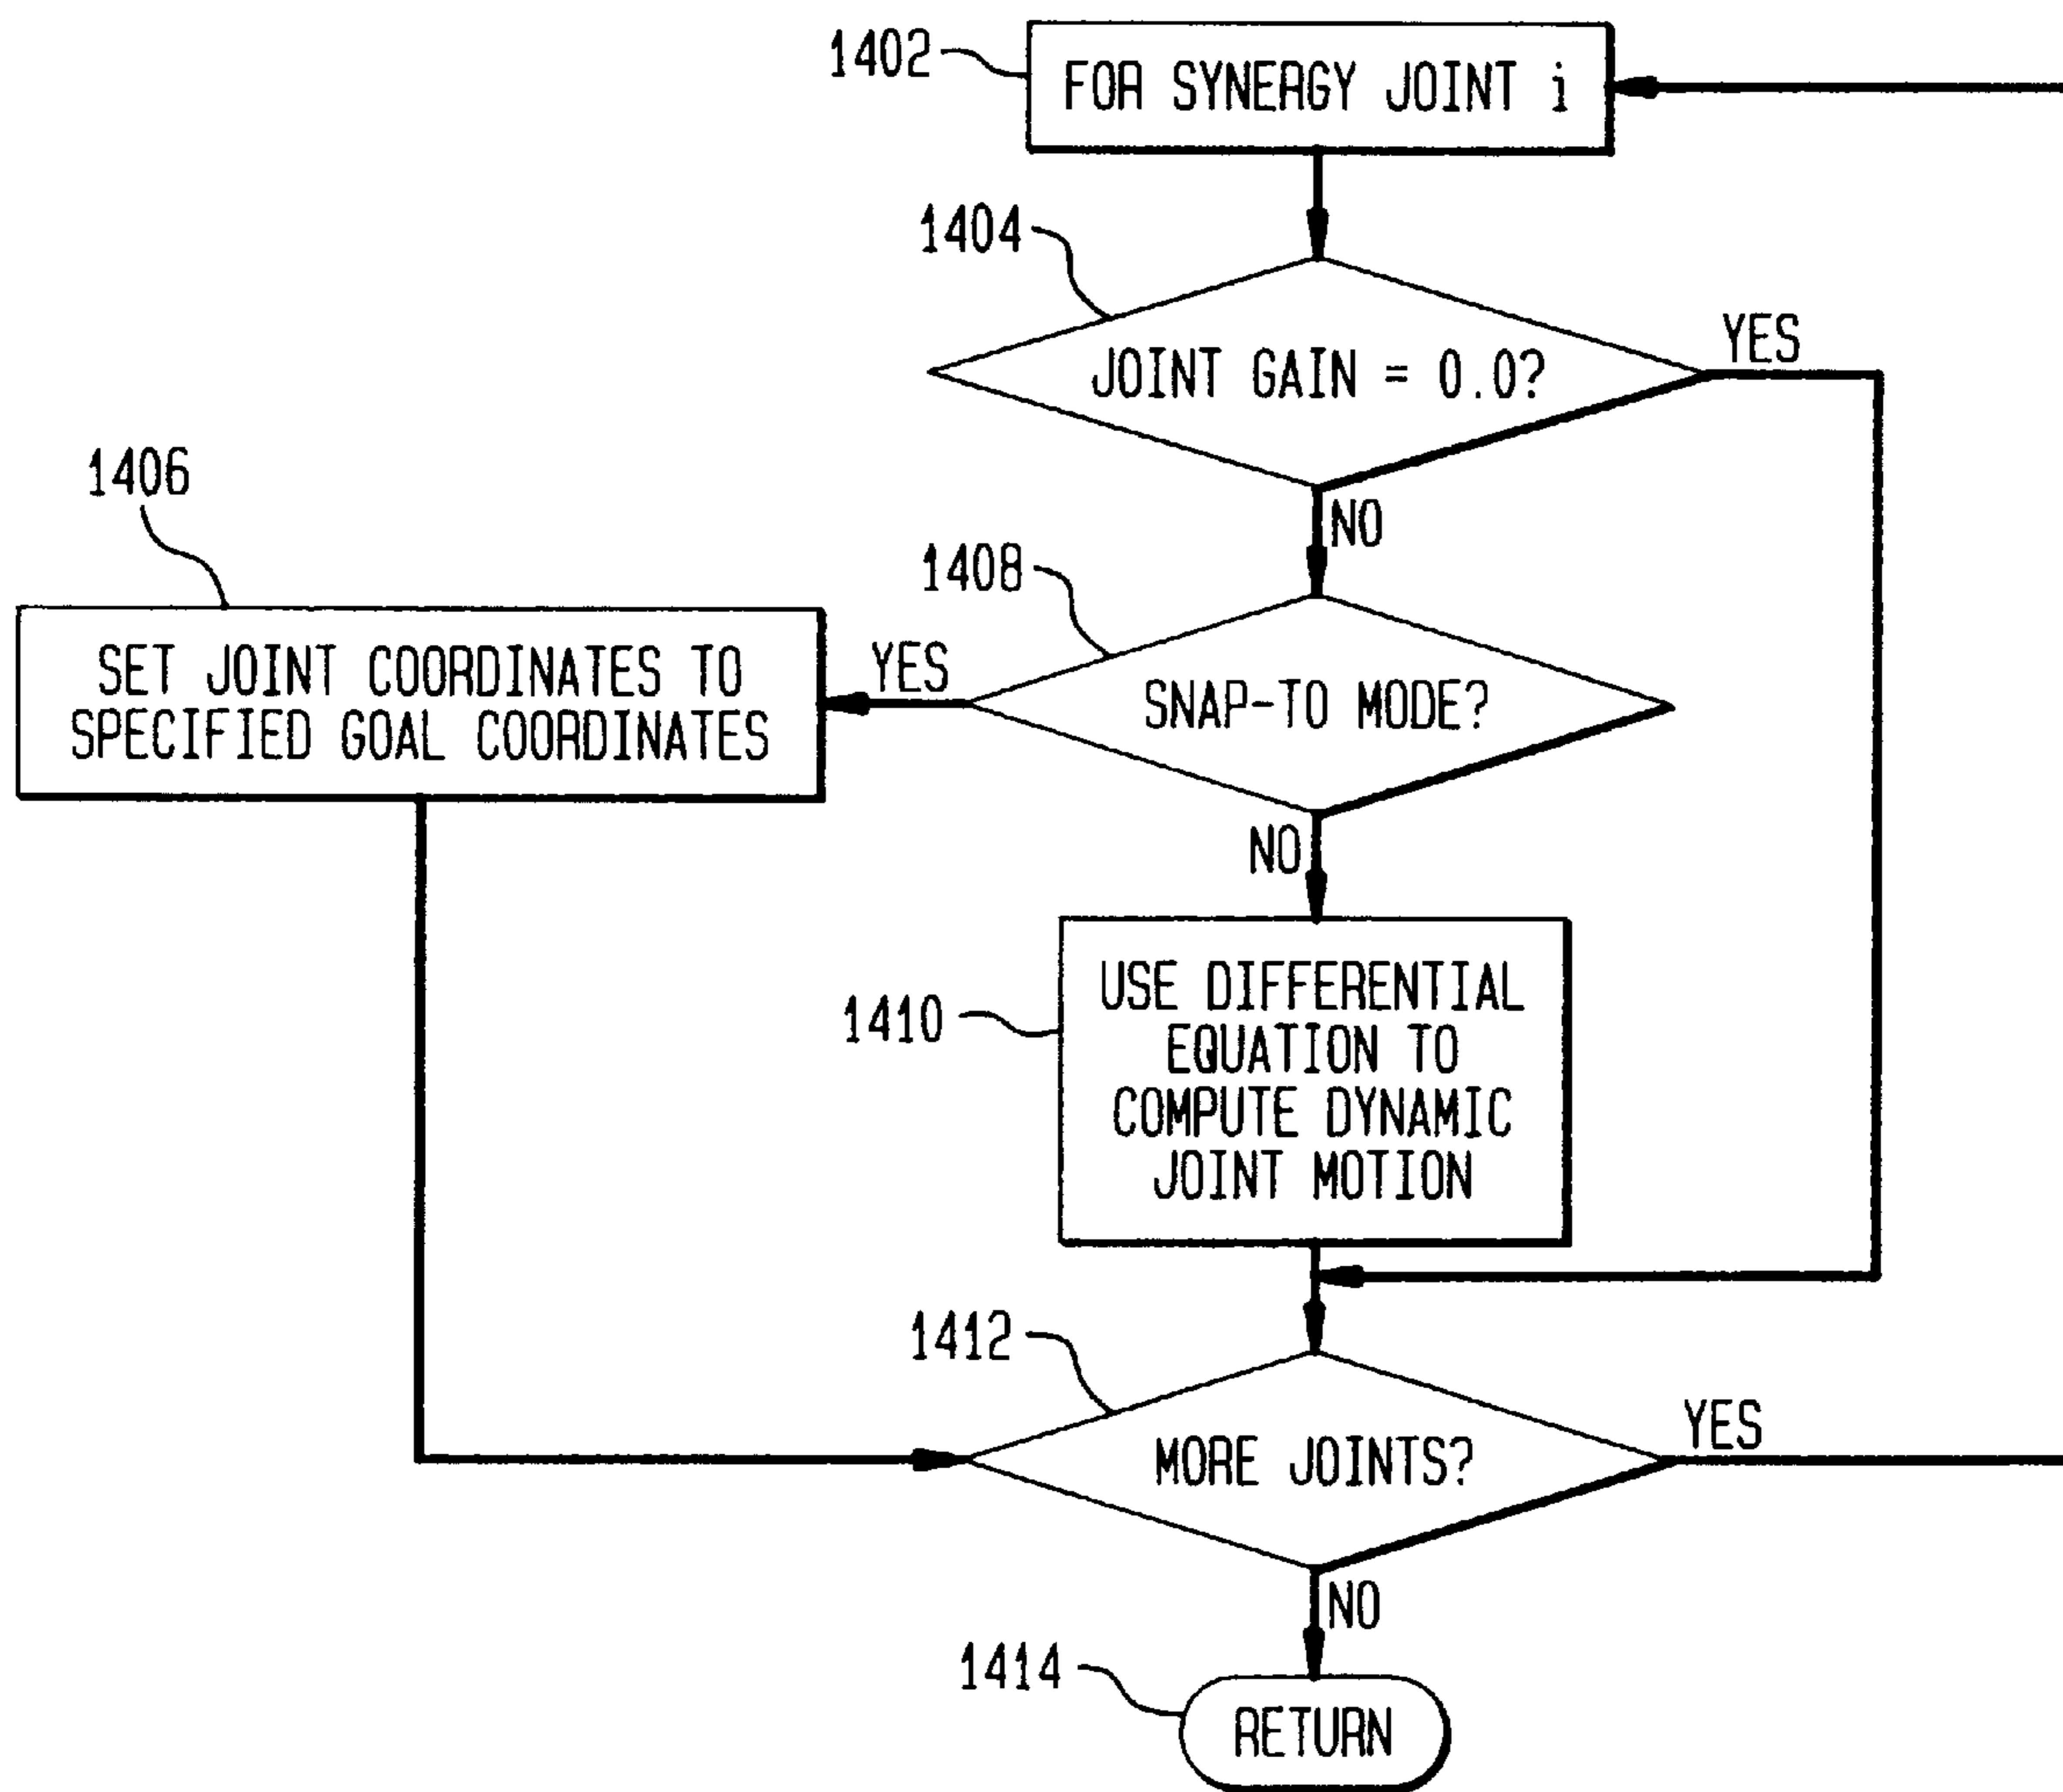 1402
FOR SYNERGY JOINT i
1404
JOINT GAIN = 0.0?
YES
NO
1406
1408
SET JOINT COORDINATES TO
SPECIFIED GOAL COORDINATES
YES
SNAP-TO MODE?
NO
1410
USE DIFFERENTIAL
EQUATION TO
COMPUTE DYNAMIC
JOINT MOTION
1412
MORE JOINTS?
YES
NO
1414
RETURN